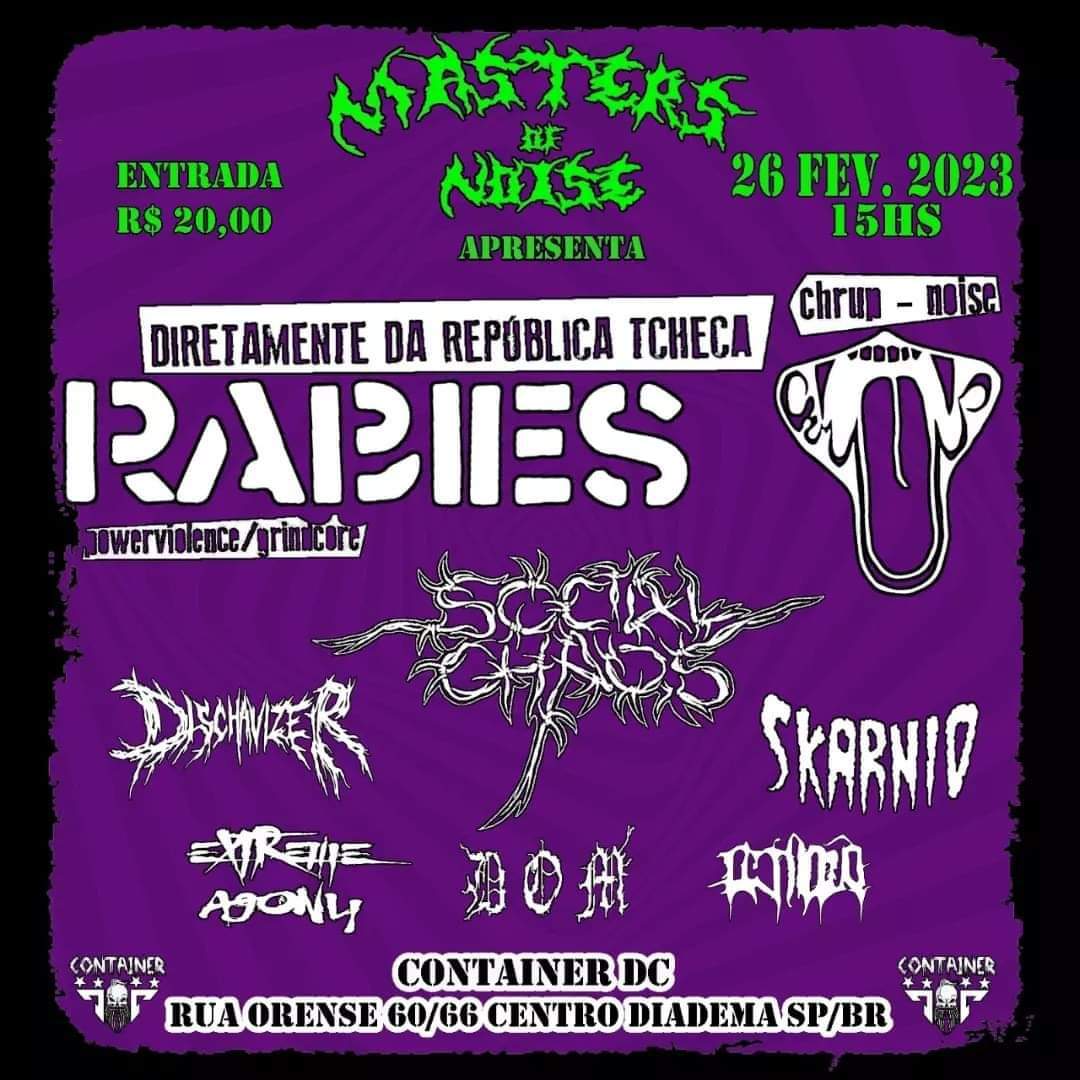 MASTERS
OF
NOISE
APRESENTA
ENTRADA
R$ 20,00
26 FEV. 2023
15HS
DIRETAMENTE DA REPÚBLICA TCHECA
RABIES
powerviolence/grindcore
chrup - noise
SOCIAL
CHAOS
DISCHAVIZER
SKARNIO
EXTREME
AGONY
DOM
CONTAINER
CONTAINER DC
RUA ORENSE 60/66 CENTRO DIADEMA SP/BR
CONTAINER